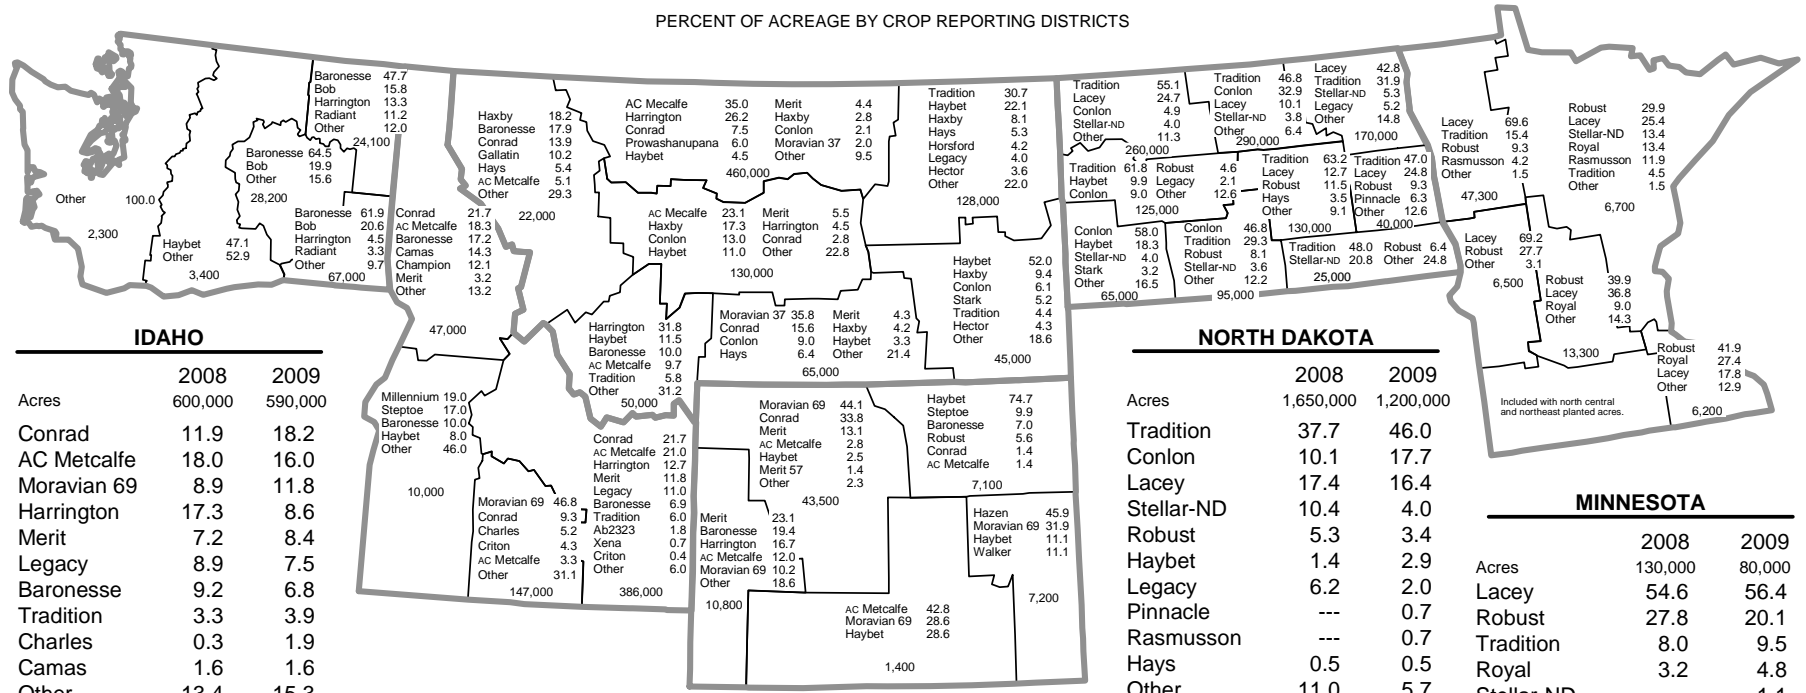 PERCENT OF ACREAGE BY CROP REPORTING DISTRICTS
Other 100.0
2,300
Haybet 47.1
Other 52.9
3,400
Baronesse 47.7
Bob 15.8
Harrington 13.3
Radiant 11.2
Other 12.0
24,100
Baronesse 64.5
Bob 19.9
Other 15.6
28,200
Baronesse 61.9
Bob 20.6
Harrington 4.5
Radiant 3.3
Other 9.7
67,000
Conrad 21.7
AC Metcalfe 18.3
Baronesse 17.2
Camas 14.3
Champion 12.1
Merit 3.2
Other 13.2
47,000
Millennium 19.0
Steptoe 17.0
Baronesse 10.0
Haybet 8.0
Other 46.0
10,000
Moravian 69 46.8
Conrad 9.3
Charles 5.2
Criton 4.3
AC Metcalfe 3.3
Other 31.1
147,000
Conrad 21.7
AC Metcalfe 21.0
Harrington 12.7
Merit 11.8
Legacy 11.0
Baronesse 6.9
Tradition 6.0
Ab2323 1.8
Xena 0.7
Criton 0.4
Other 6.0
386,000
Haxby 18.2
Baronesse 17.9
Conrad 13.9
Gallatin 10.2
Hays 5.4
AC Metcalfe 5.1
Other 29.3
22,000
AC Mecalfe 35.0 Merit 4.4
Harrington 26.2 Haxby 2.8
Conrad 7.5 Conlon 2.1
Prowashanupana 6.0 Moravian 37 2.0
Haybet 4.5 Other 9.5
460,000
Tradition 30.7
Haybet 22.1
Haxby 8.1
Hays 5.3
Horsford 4.2
Legacy 4.0
Hector 3.6
Other 22.0
128,000
AC Mecalfe 23.1 Merit 5.5
Haxby 17.3 Harrington 4.5
Conlon 13.0 Conrad 2.8
Haybet 11.0 Other 22.8
130,000
Haybet 52.0
Haxby 9.4
Conlon 6.1
Stark 5.2
Tradition 4.4
Hector 4.3
Other 18.6
45,000
Harrington 31.8
Haybet 11.5
Baronesse 10.0
AC Metcalfe 9.7
Tradition 5.8
Other 31.2
50,000
Moravian 37 35.8 Merit 4.3
Conrad 15.6 Haxby 4.2
Conlon 9.0 Haybet 3.3
Hays 6.4 Other 21.4
65,000
Moravian 69 44.1
Conrad 33.8
Merit 13.1
AC Metcalfe 2.8
Haybet 2.5
Merit 57 1.4
Other 2.3
43,500
Haybet 74.7
Steptoe 9.9
Baronesse 7.0
Robust 5.6
Conrad 1.4
AC Metcalfe 1.4
7,100
Merit 23.1
Baronesse 19.4
Harrington 16.7
AC Metcalfe 12.0
Moravian 69 10.2
Other 18.6
10,800
Hazen 45.9
Moravian 69 31.9
Haybet 11.1
Walker 11.1
7,200
AC Metcalfe 42.8
Moravian 69 28.6
Haybet 28.6
1,400
Tradition 55.1
Lacey 24.7
Conlon 4.9
Stellar-ND 4.0
Other 11.3
260,000
Tradition 46.8
Conlon 32.9
Lacey 10.1
Stellar-ND 3.8
Other 6.4
290,000
Lacey 42.8
Tradition 31.9
Stellar-ND 5.3
Legacy 5.2
Other 14.8
170,000
Tradition 61.8 Robust 4.6
Haybet 9.9 Legacy 2.1
Conlon 9.0 Other 12.6
125,000
Tradition 63.2
Lacey 12.7
Robust 11.5
Hays 3.5
Other 9.1
130,000
Tradition 47.0
Lacey 24.8
Robust 9.3
Pinnacle 6.3
Other 12.6
40,000
Conlon 58.0
Haybet 18.3
Stellar-ND 4.0
Stark 3.2
Other 16.5
65,000
Conlon 46.8
Tradition 29.3
Robust 8.1
Stellar-ND 3.6
Other 12.2
95,000
Tradition 48.0 Robust 6.4
Stellar-ND 20.8 Other 24.8
25,000
Lacey 69.6
Tradition 15.4
Robust 9.3
Rasmusson 4.2
Other 1.5
47,300
Robust 29.9
Lacey 25.4
Stellar-ND 13.4
Royal 13.4
Rasmusson 11.9
Tradition 4.5
Other 1.5
6,700
Lacey 69.2
Robust 27.7
Other 3.1
6,500
Robust 39.9
Lacey 36.8
Royal 9.0
Other 14.3
13,300
Robust 41.9
Royal 27.4
Lacey 17.8
Other 12.9
6,200
Included with north central
and northeast planted acres.
IDAHO
2008 2009
Acres 600,000 590,000
Conrad 11.9 18.2
AC Metcalfe 18.0 16.0
Moravian 69 8.9 11.8
Harrington 17.3 8.6
Merit 7.2 8.4
Legacy 8.9 7.5
Baronesse 9.2 6.8
Tradition 3.3 3.9
Charles 0.3 1.9
Camas 1.6 1.6
Other 13.4 15.3
NORTH DAKOTA
2008 2009
Acres 1,650,000 1,200,000
Tradition 37.7 46.0
Conlon 10.1 17.7
Lacey 17.4 16.4
Stellar-ND 10.4 4.0
Robust 5.3 3.4
Haybet 1.4 2.9
Legacy 6.2 2.0
Pinnacle --- 0.7
Rasmusson --- 0.7
Hays 0.5 0.5
Other 11.0 5.7
MINNESOTA
2008 2009
Acres 130,000 80,000
Lacey 54.6 56.4
Robust 27.8 20.1
Tradition 8.0 9.5
Royal 3.2 4.8
Stellar-ND 1.1